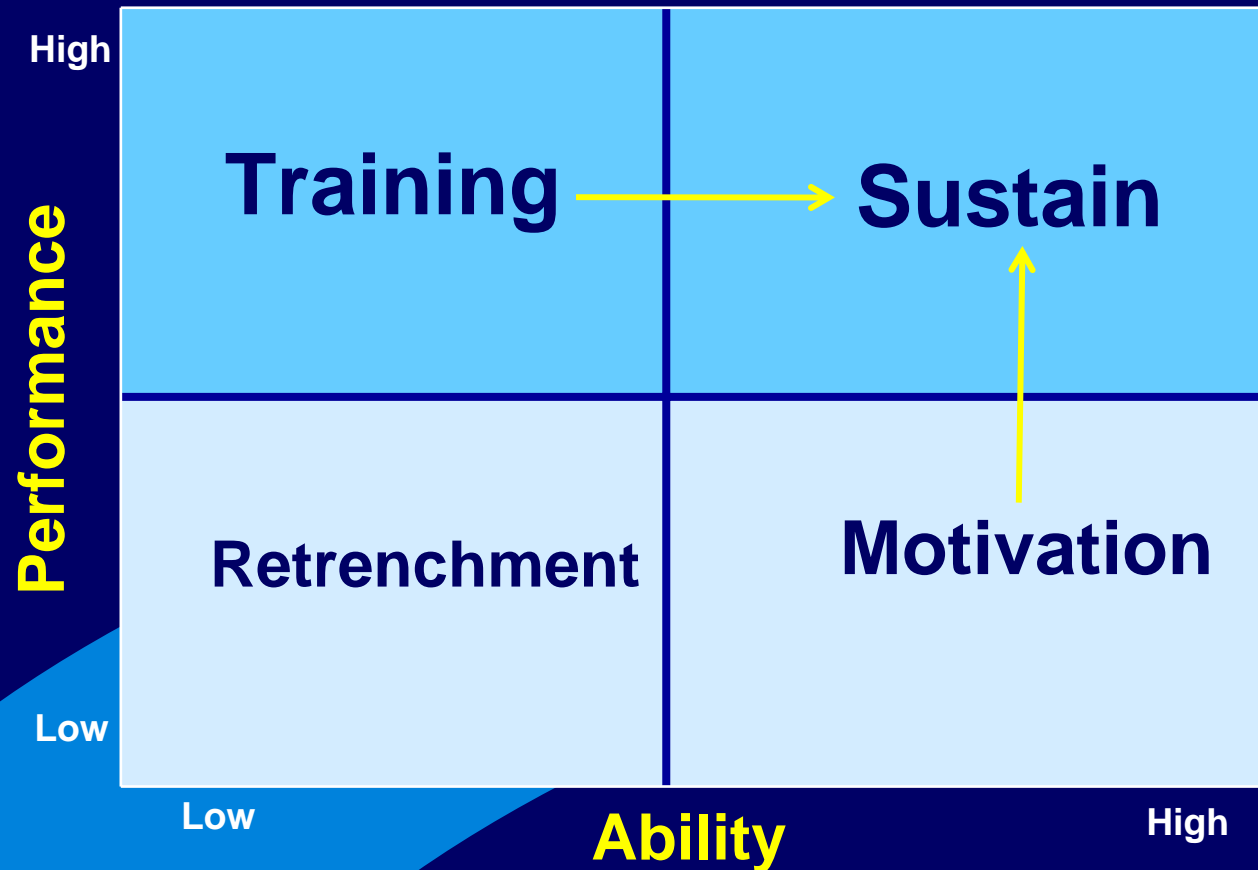 High
Training
Sustain
Performance
Retrenchment
Motivation
Low
Low
Ability
High